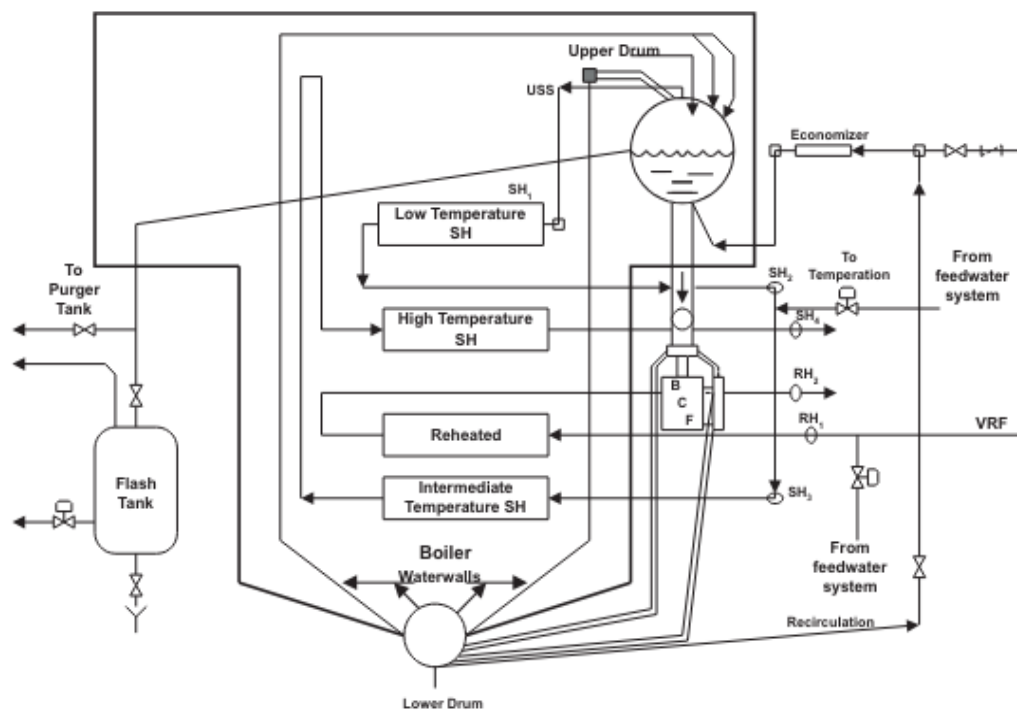 Upper Drum
USS
Economizer
SH1
Low Temperature
SH
To
Purger
Tank
SH2
To
Temperation
From
feedwater
system
High Temperature
SH
SH4
B
C
F
RH2
Reheated
RH1
VRF
Flash
Tank
Intermediate
Temperature SH
SH3
Boiler
Waterwalls
From
feedwater
system
Recirculation
Lower Drum